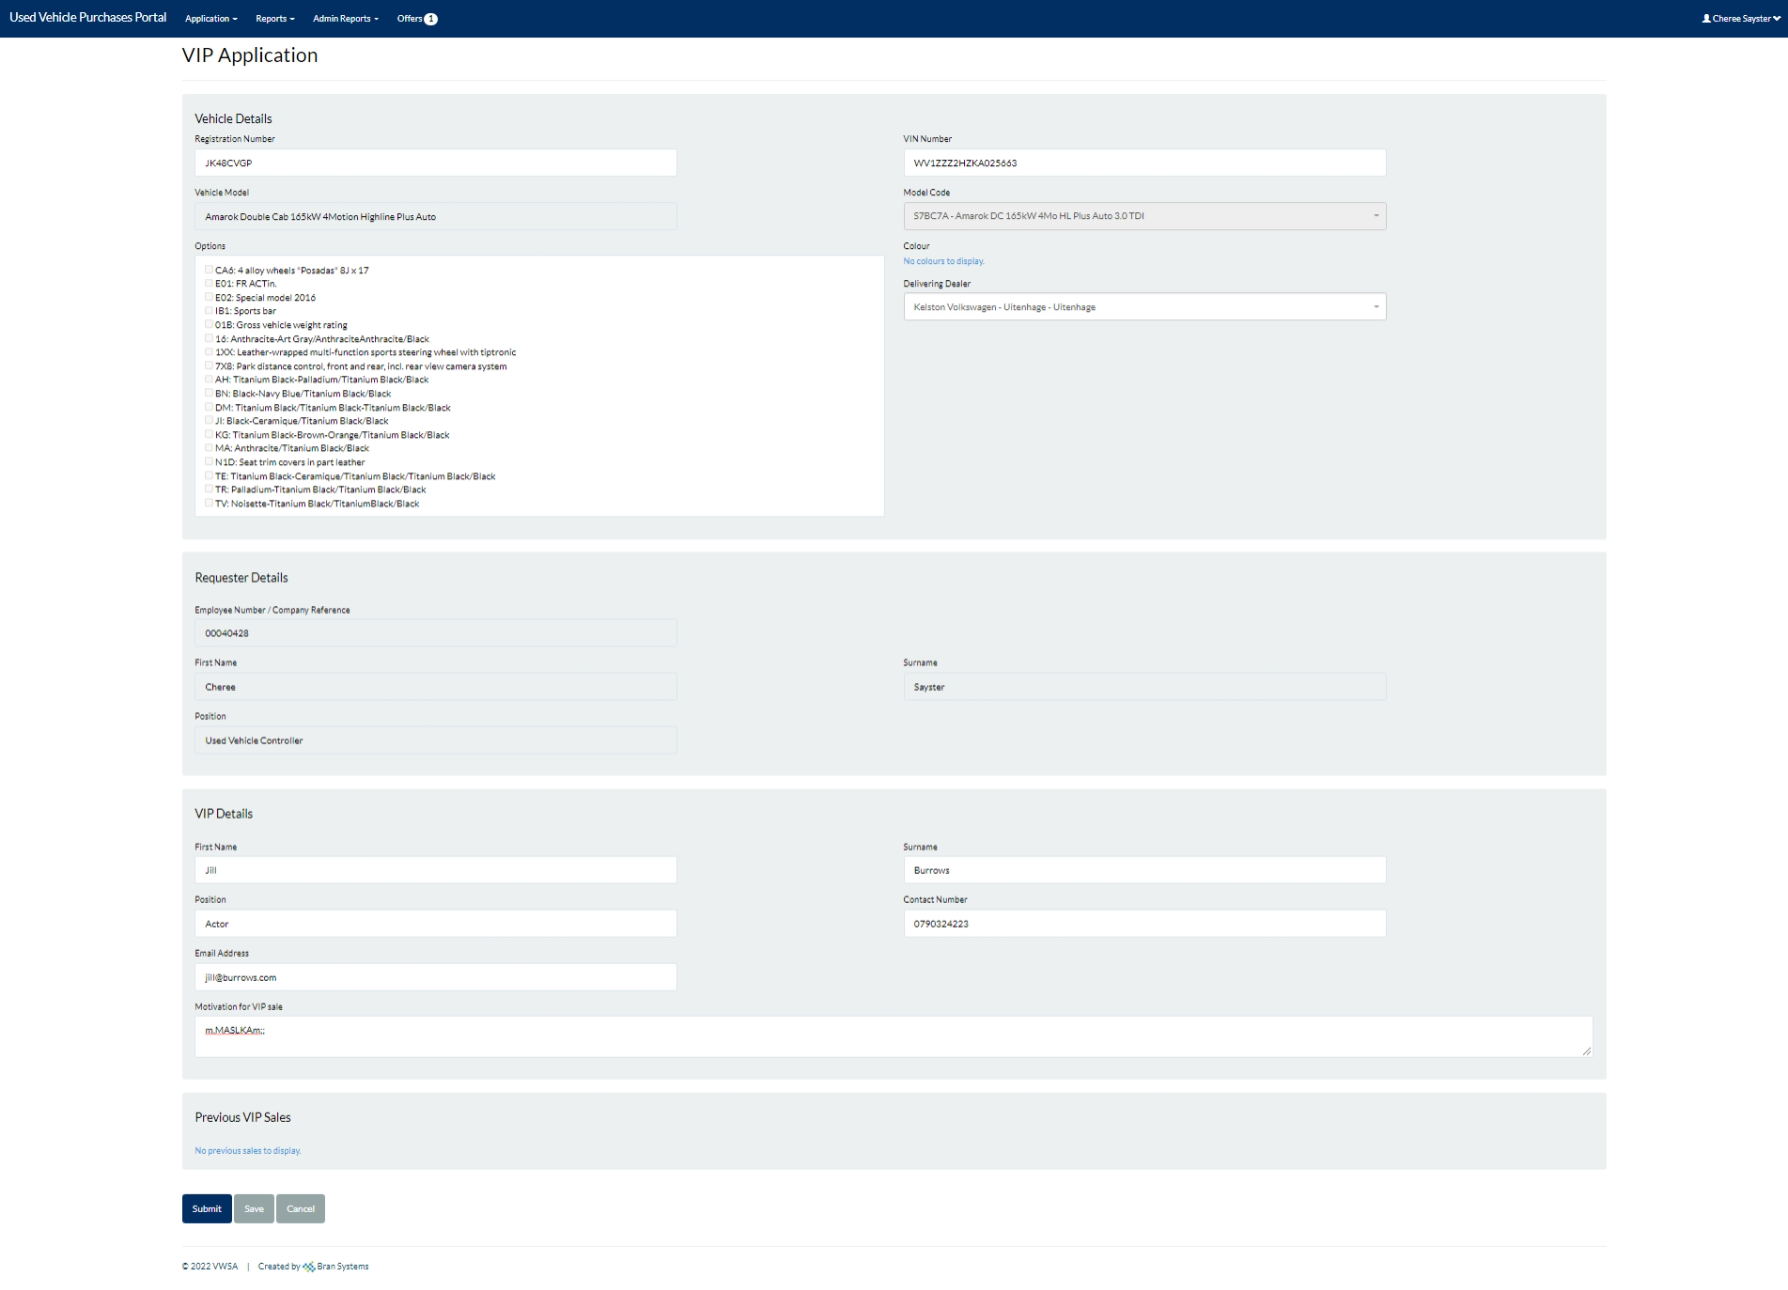 Used Vehicle Purchases Portal Application Reports Admin Reports Offers 1 Cheree Sayster
VIP Application
Vehicle Details
Registration Number VIN Number
JK48CVGP WV1ZZZ2HZKA025663
Vehicle Model Model Code
Amarok Double Cab 165kW 4Motion Highline Plus Auto S7BC7A - Amarok DC 165kW 4Mo HL Plus Auto 3.0 TDI
Options Colour
No colours to display.
Delivering Dealer
Kelston Volkswagen - Uitenhage - Uitenhage
CA6: 4 alloy wheels "Posadas" 8J x 17
E01: FR ACTin.
E02: Special model 2016
IB1: Sports bar
01B: Gross vehicle weight rating
16: Anthracite-Art Gray/AnthraciteAnthracite/Black
1XX: Leather-wrapped multi-function sports steering wheel with tiptronic
7X8: Park distance control, front and rear, incl. rear view camera system
AH: Titanium Black-Palladium/Titanium Black/Black
BN: Black-Navy Blue/Titanium Black/Black
DM: Titanium Black/Titanium Black-Titanium Black/Black
JI: Black-Ceramique/Titanium Black/Black
KG: Titanium Black-Brown-Orange/Titanium Black/Black
MA: Anthracite/Titanium Black/Black
N1D: Seat trim covers in part leather
TE: Titanium Black-Ceramique/Titanium Black/Titanium Black/Black
TR: Palladium-Titanium Black/Titanium Black/Black
TV: Noisette-Titanium Black/TitaniumBlack/Black
Requester Details
Employee Number / Company Reference
00040428
First Name Surname
Cheree Sayster
Position
Used Vehicle Controller
VIP Details
First Name Surname
Jill Burrows
Position Contact Number
Actor 0790324223
Email Address
jill@burrows.com
Motivation for VIP sale
m.MASLKAm;;
Previous VIP Sales
No previous sales to display.
Submit Save Cancel
© 2022 VWSA | Created by Bran Systems